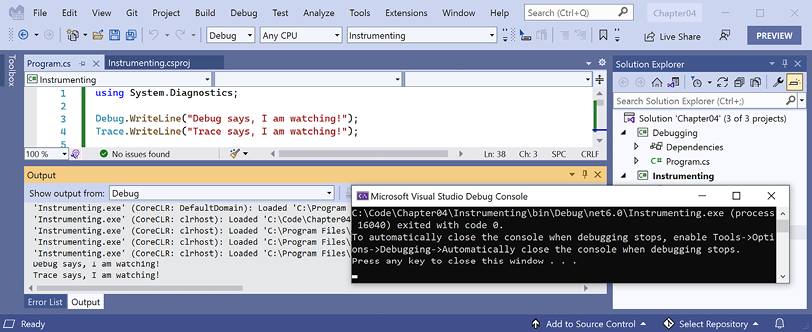 File Edit View Git Project Build Debug Test Analyze Tools Extensions Window Help Search (Ctrl+Q) Chapter04
Debug Any CPU Instrumenting Live Share PREVIEW
Toolbox
Program.cs Instrumenting.csproj
Instrumenting
1 using System.Diagnostics;
2
3 Debug.WriteLine("Debug says, I am watching!");
4 Trace.WriteLine("Trace says, I am watching!");
5
100 % No issues found Ln: 38 Ch: 3 SPC CRLF
Solution Explorer
Search Solution Explorer (Ctrl+;)
Solution 'Chapter04' (3 of 3 projects)
Debugging
Dependencies
C# Program.cs
Instrumenting
Output
Show output from: Debug
'Instrumenting.exe' (CoreCLR: DefaultDomain): Loaded 'C:\Program
'Instrumenting.exe' (CoreCLR: clrhost): Loaded 'C:\Code\Chapter04
'Instrumenting.exe' (CoreCLR: clrhost): Loaded 'C:\Program Files\
'Instrumenting.exe' (CoreCLR: clrhost): Loaded 'C:\Program Files\
'Instrumenting.exe' (CoreCLR: clrhost): Loaded 'C:\Program Files\
Debug says, I am watching!
Trace says, I am watching!
Error List Output
Microsoft Visual Studio Debug Console
C:\Code\Chapter04\Instrumenting\bin\Debug\net6.0\Instrumenting.exe (process
16040) exited with code 0.
To automatically close the console when debugging stops, enable Tools->Opti
ons->Debugging->Automatically close the console when debugging stops.
Press any key to close this window . . .
Ready Add to Source Control Select Repository